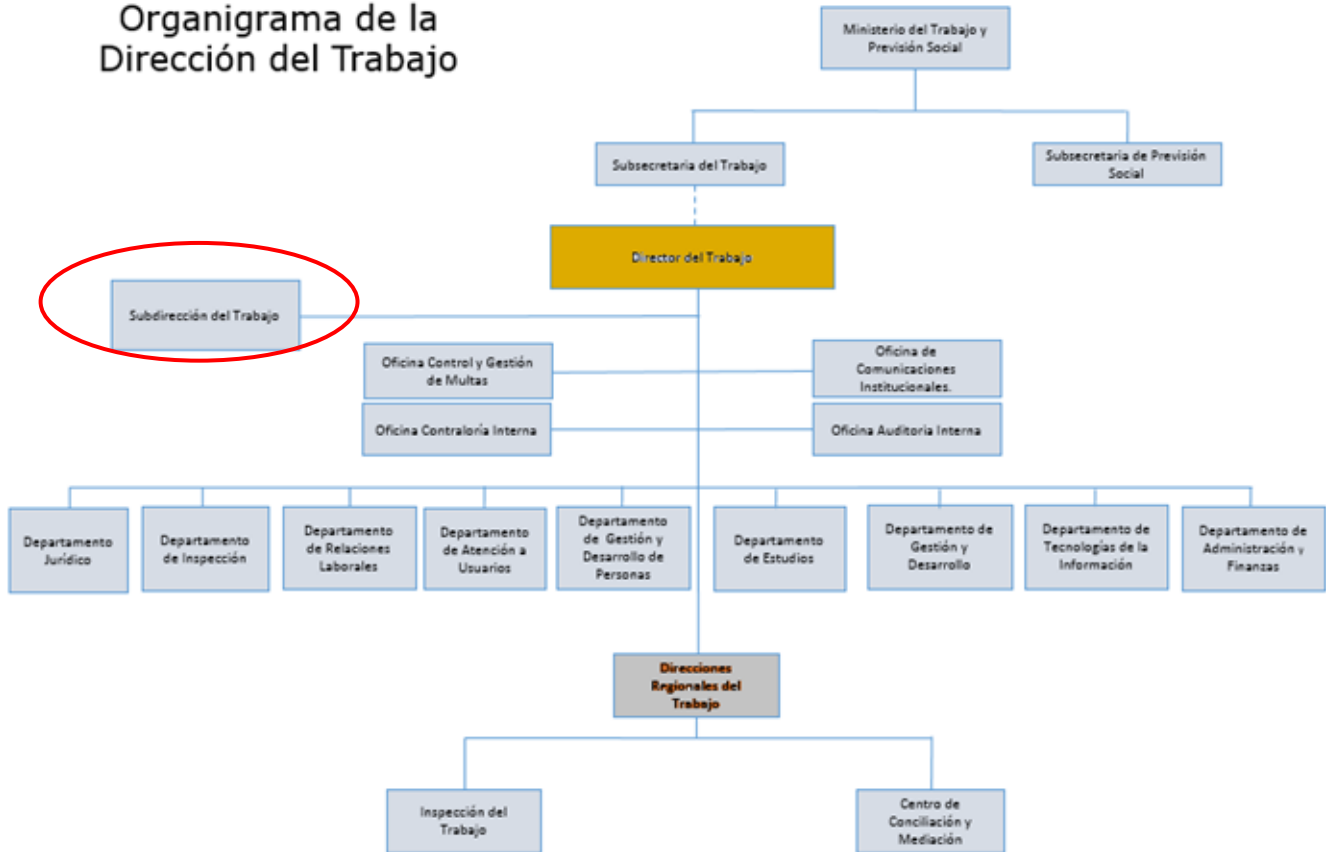 Organigrama de la
Dirección del Trabajo
Ministerio del Trabajo y
Previsión Social
Subsecretaria del Trabajo
Subsecretaria de Previsión
Social
Director del Trabajo
Subdirección del Trabajo
Oficina Control y Gestión
de Multas
Oficina de
Comunicaciones
Institucionales.
Oficina Contraloría Interna
Oficina Auditoria Interna
Departamento
Jurídico
Departamento
de Inspección
Departamento
de Relaciones
Laborales
Departamento
de Atención a
Usuarios
Departamento
de Gestión y
Desarrollo de
Personas
Departamento
de Estudios
Departamento de
Gestión y
Desarrollo
Departamento de
Tecnologías de la
Información
Departamento de
Administración y
Finanzas
Direcciones
Regionales del
Trabajo
Inspección del
Trabajo
Centro de
Conciliación y
Mediación